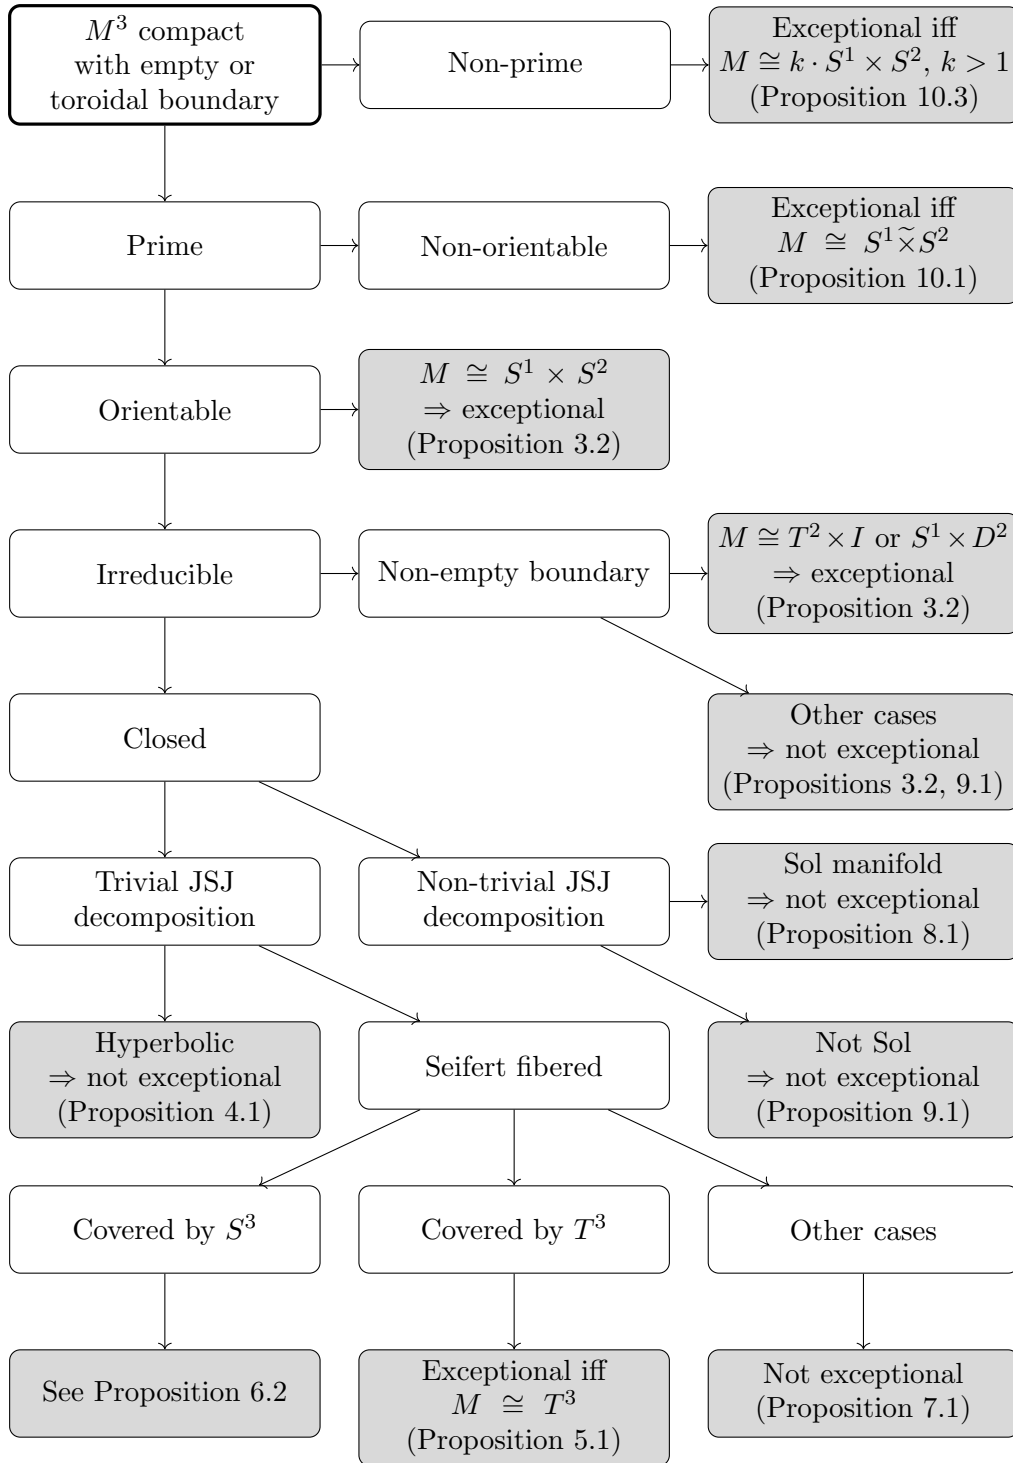 M³ compact
with empty or
toroidal boundary
Non-prime
Exceptional iff
M ≅ k · S¹ × S², k > 1
(Proposition 10.3)
Prime
Non-orientable
Exceptional iff
M ≅ S¹ ×̃ S²
(Proposition 10.1)
Orientable
M ≅ S¹ × S²
⇒ exceptional
(Proposition 3.2)
Irreducible
Non-empty boundary
M ≅ T² × I or S¹ × D²
⇒ exceptional
(Proposition 3.2)
Closed
Other cases
⇒ not exceptional
(Propositions 3.2, 9.1)
Trivial JSJ
decomposition
Non-trivial JSJ
decomposition
Sol manifold
⇒ not exceptional
(Proposition 8.1)
Hyperbolic
⇒ not exceptional
(Proposition 4.1)
Seifert fibered
Not Sol
⇒ not exceptional
(Proposition 9.1)
Covered by S³
Covered by T³
Other cases
See Proposition 6.2
Exceptional iff
M ≅ T³
(Proposition 5.1)
Not exceptional
(Proposition 7.1)